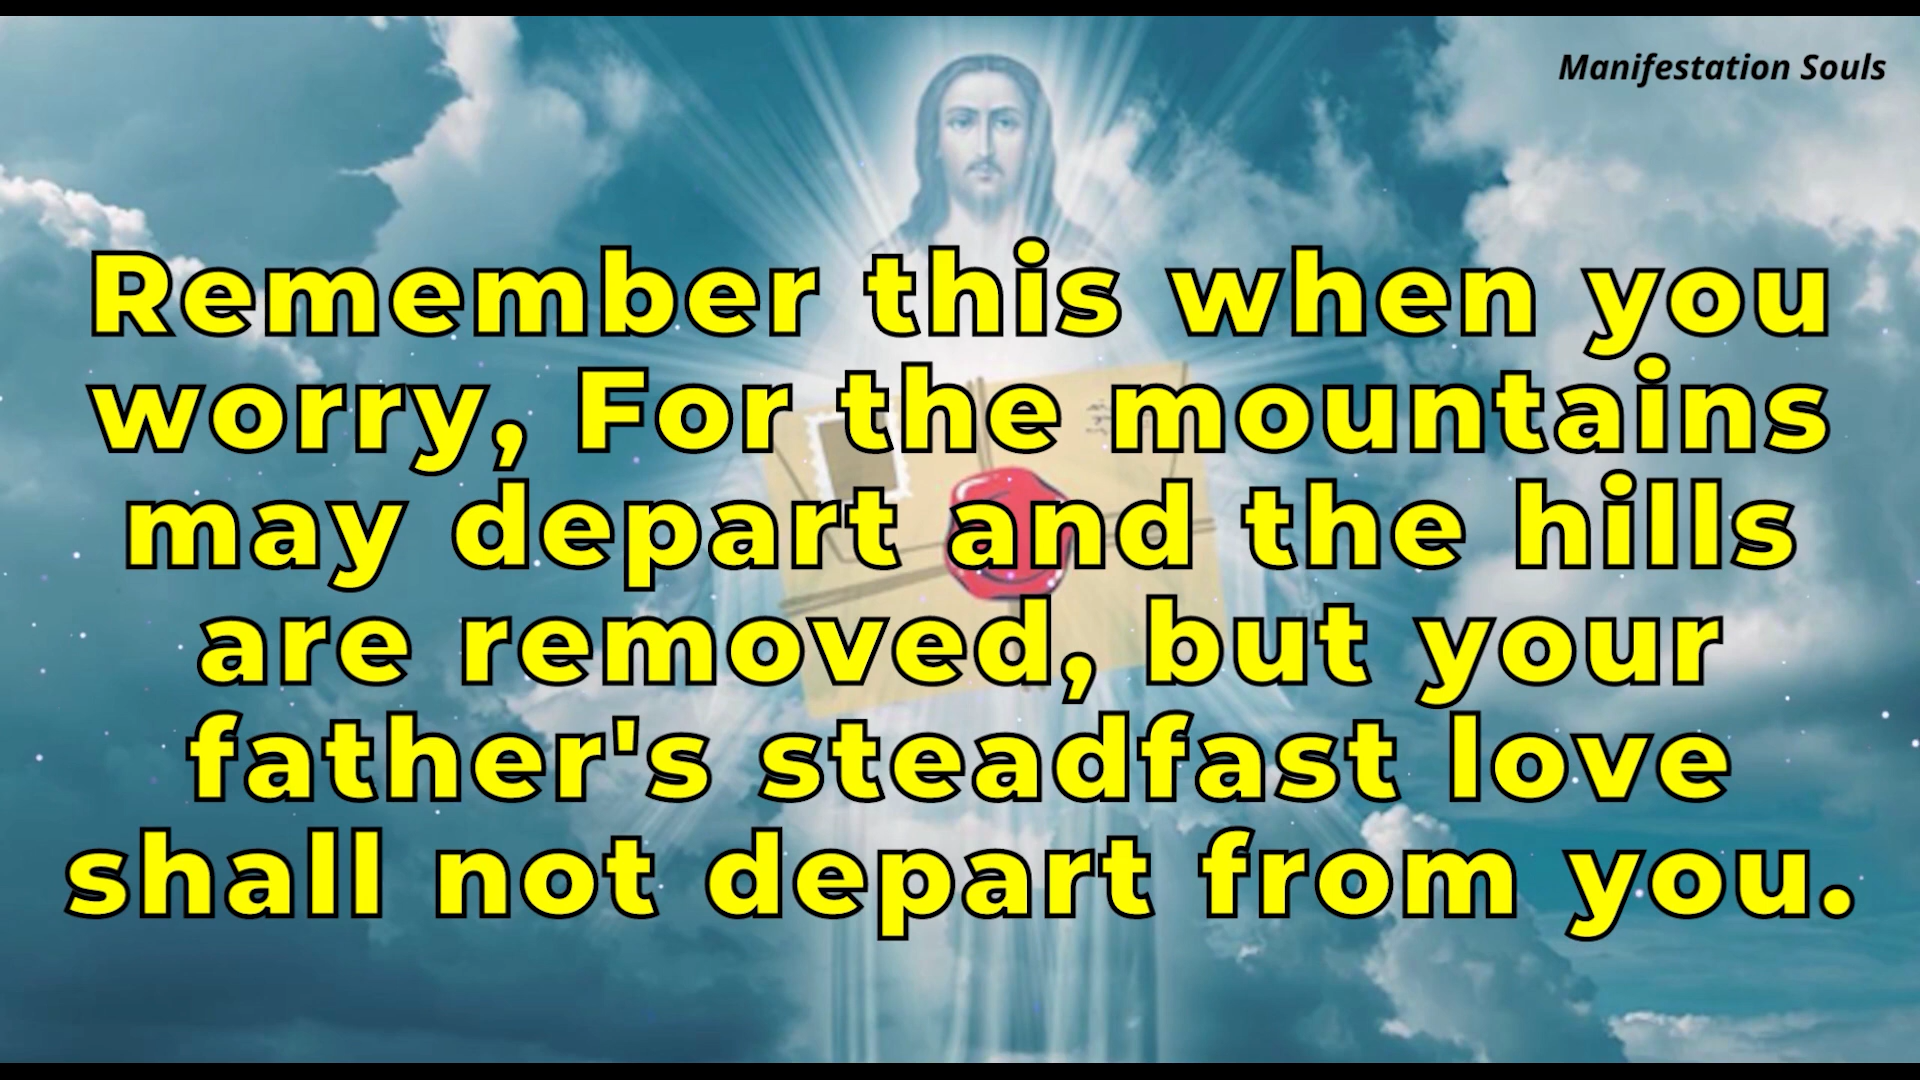 Manifestation Souls
Remember this when you
worry, For the mountains
may depart and the hills
are removed, but your
father's steadfast love
shall not depart from you.